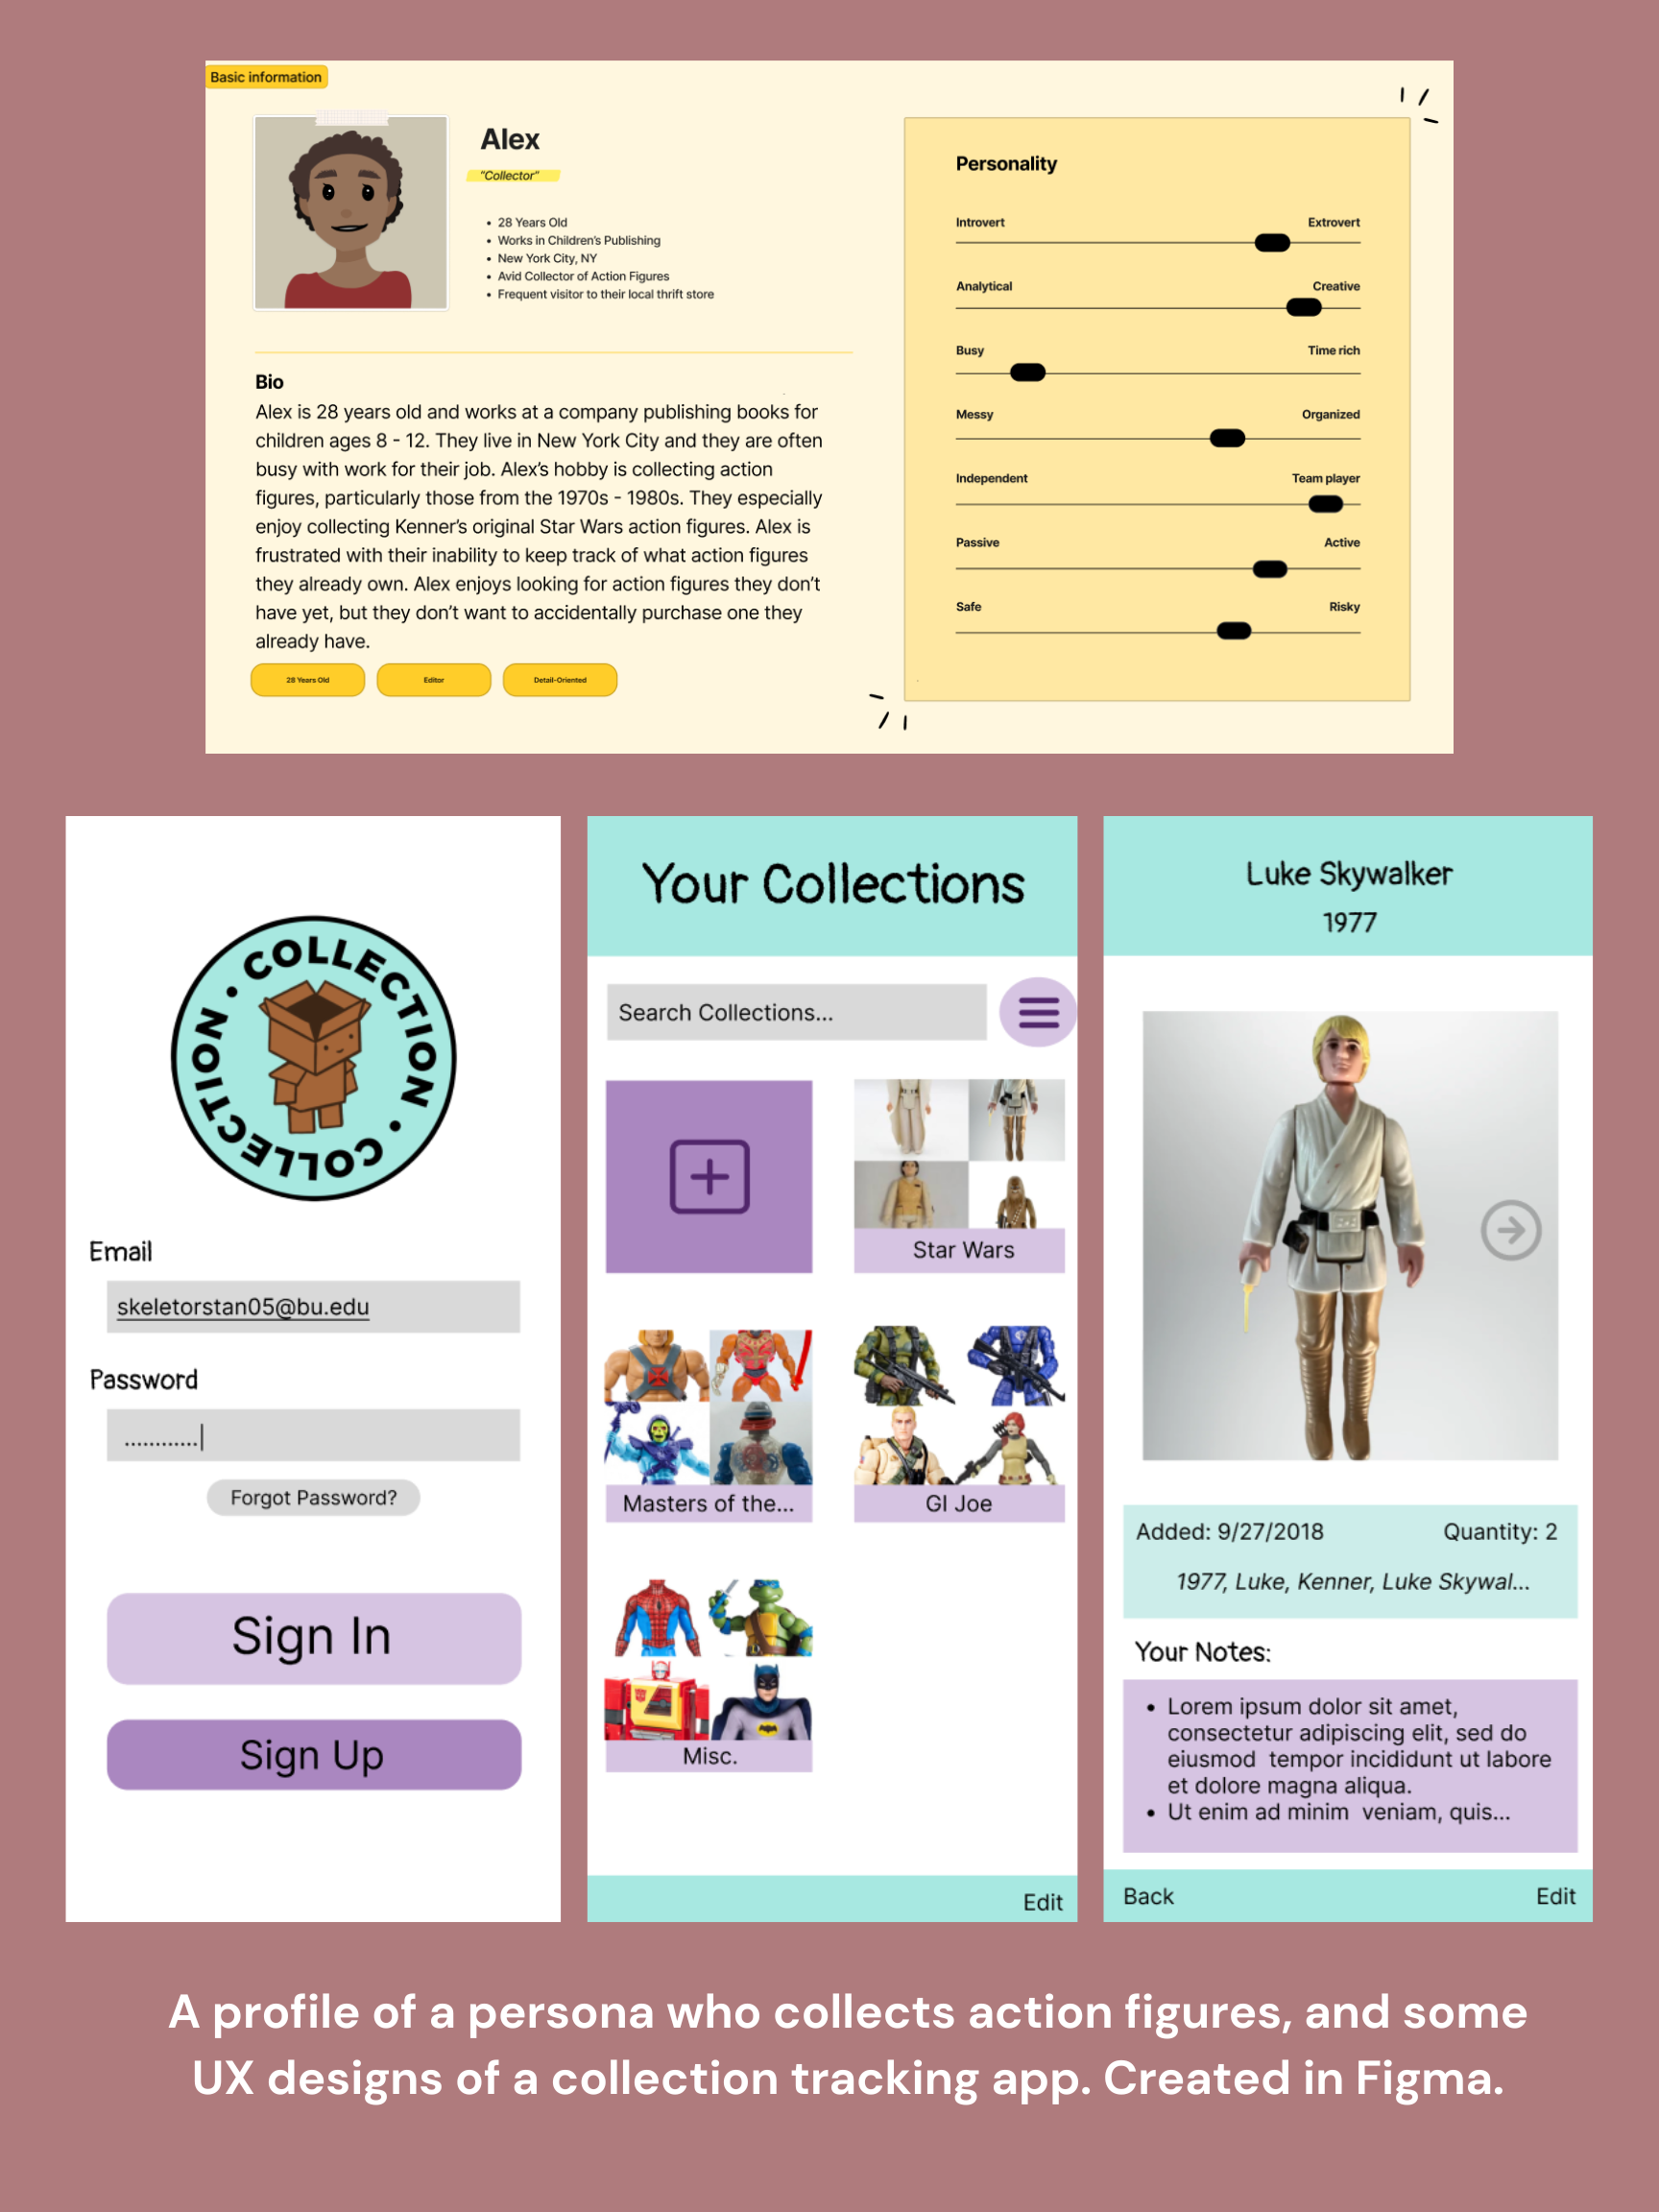 Basic information
Alex
“Collector”
• 28 Years Old
• Works in Children’s Publishing
• New York City, NY
• Avid Collector of Action Figures
• Frequent visitor to their local thrift store
Bio
Alex is 28 years old and works at a company publishing books for
children ages 8 - 12. They live in New York City and they are often
busy with work for their job. Alex’s hobby is collecting action
figures, particularly those from the 1970s - 1980s. They especially
enjoy collecting Kenner’s original Star Wars action figures. Alex is
frustrated with their inability to keep track of what action figures
they already own. Alex enjoys looking for action figures they don’t
have yet, but they don’t want to accidentally purchase one they
already have.
28 Years Old Editor Detail-Oriented
Personality
Introvert Extrovert
Analytical Creative
Busy Time rich
Messy Organized
Independent Team player
Passive Active
Safe Risky
COLLECTION • COLLECTION •
Email
skeletorstan05@bu.edu
Password
............|
Forgot Password?
Sign In
Sign Up
Your Collections
Search Collections...
Star Wars
Masters of the...
GI Joe
Misc.
Edit
Luke Skywalker
1977
Added: 9/27/2018 Quantity: 2
1977, Luke, Kenner, Luke Skywal...
Your Notes:
• Lorem ipsum dolor sit amet,
consectetur adipiscing elit, sed do
eiusmod tempor incididunt ut labore
et dolore magna aliqua.
• Ut enim ad minim veniam, quis...
Back Edit
A profile of a persona who collects action figures, and some
UX designs of a collection tracking app. Created in Figma.